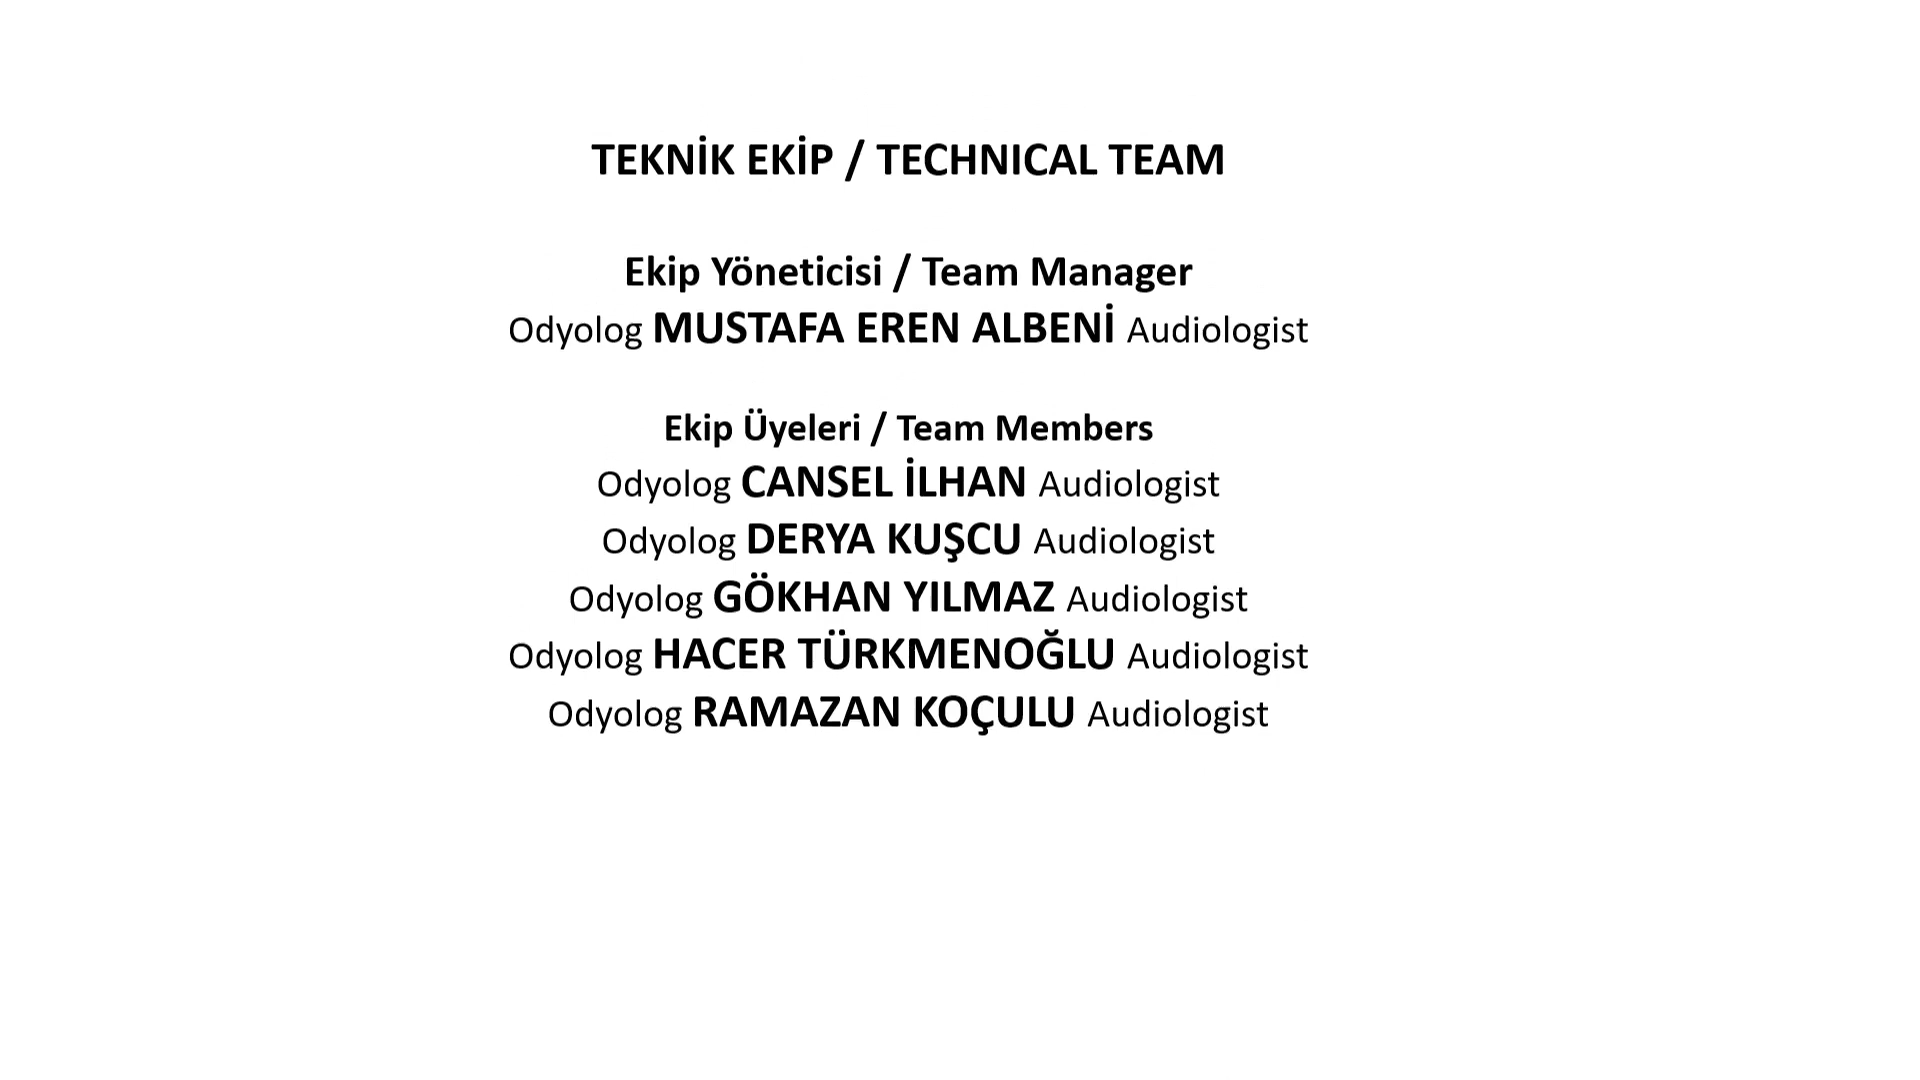 TEKNİK EKİP / TECHNICAL TEAM
Ekip Yöneticisi / Team Manager
Odyolog MUSTAFA EREN ALBENİ Audiologist
Ekip Üyeleri / Team Members
Odyolog CANSEL İLHAN Audiologist
Odyolog DERYA KUŞCU Audiologist
Odyolog GÖKHAN YILMAZ Audiologist
Odyolog HACER TÜRKMENOĞLU Audiologist
Odyolog RAMAZAN KOÇULU Audiologist